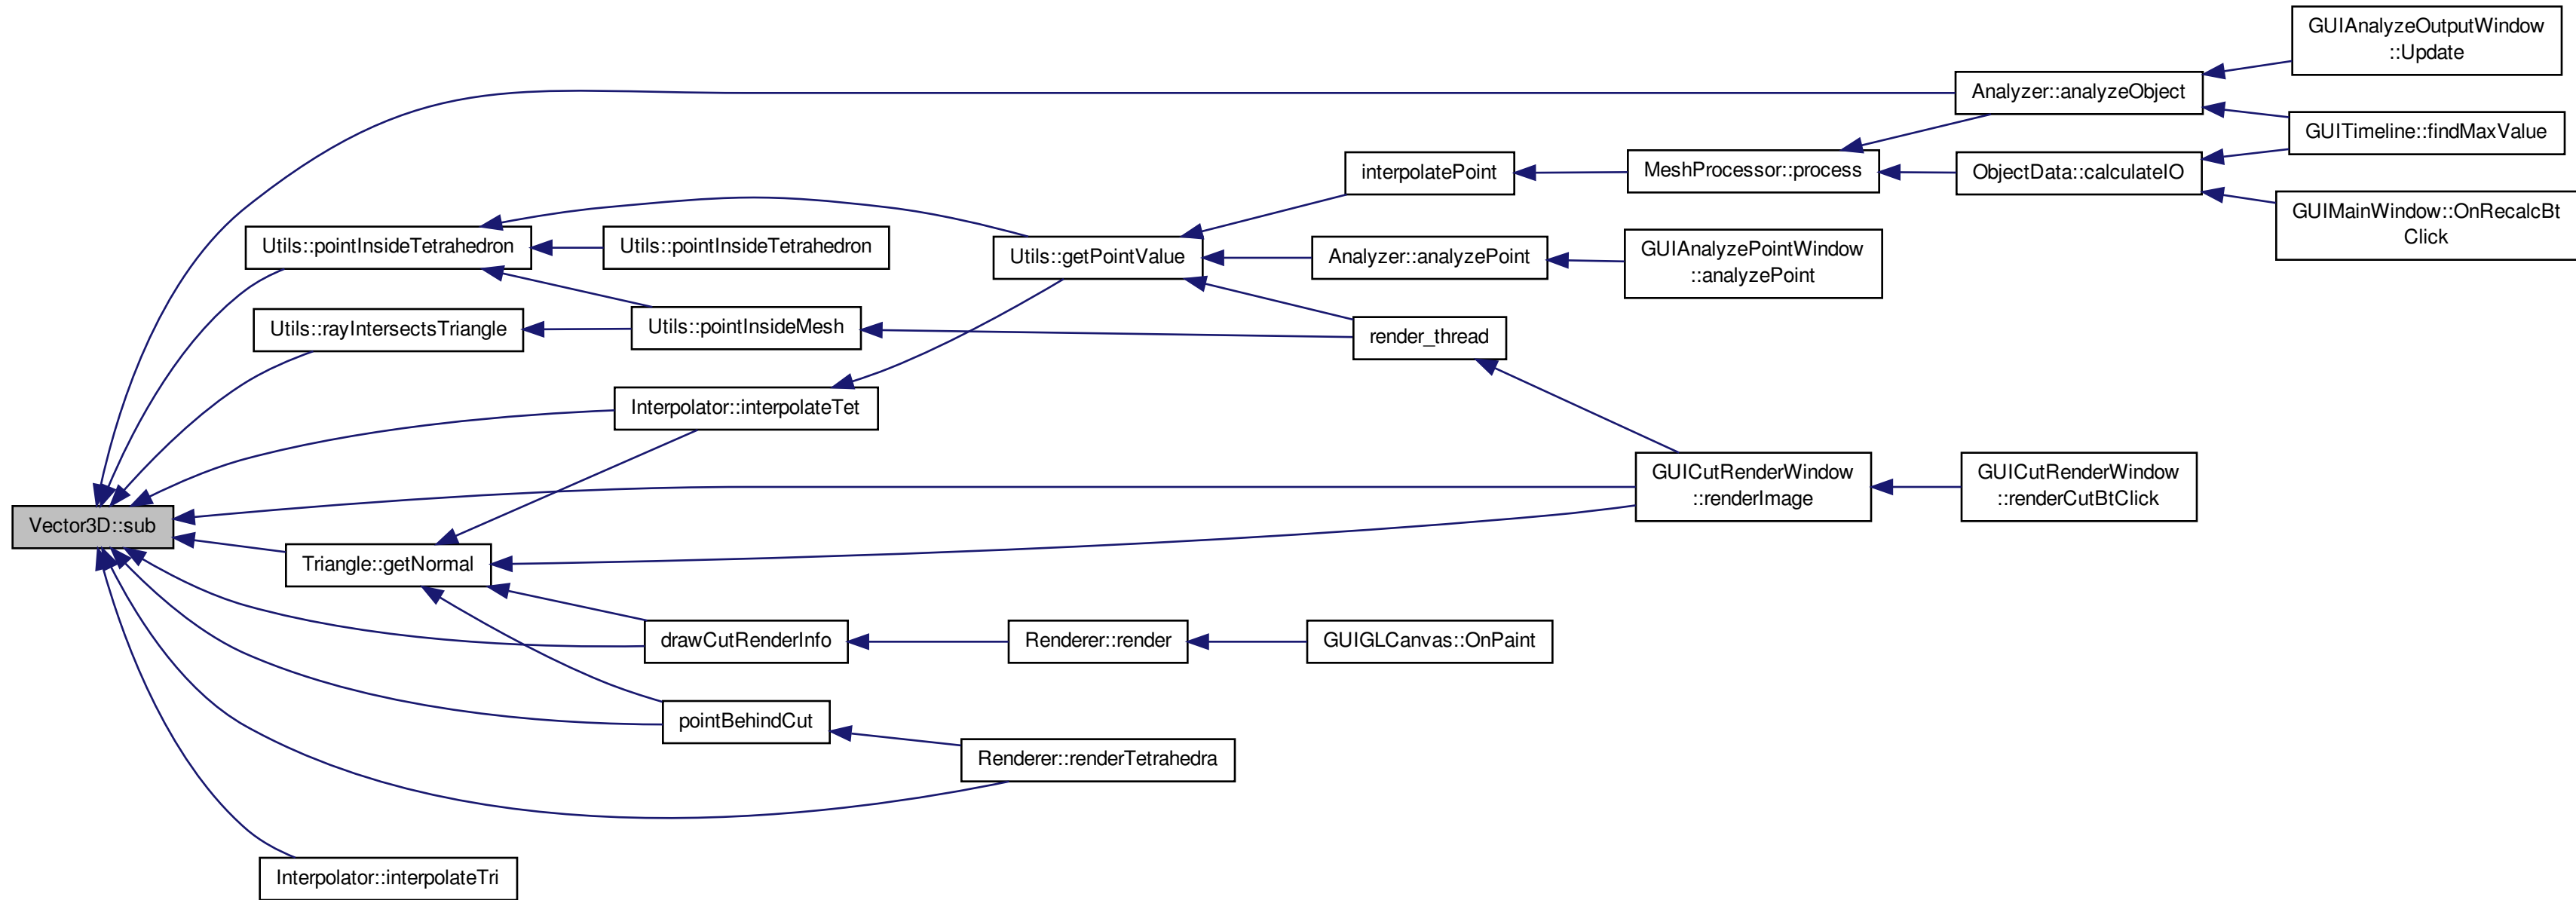 GUIAnalyzeOutputWindow
::Update
Analyzer::analyzeObject
GUITimeline::findMaxValue
interpolatePoint
MeshProcessor::process
ObjectData::calculateIO
GUIMainWindow::OnRecalcBt
Click
Utils::pointInsideTetrahedron
Utils::pointInsideTetrahedron
Utils::getPointValue
Analyzer::analyzePoint
GUIAnalyzePointWindow
::analyzePoint
Utils::rayIntersectsTriangle
Utils::pointInsideMesh
render_thread
Interpolator::interpolateTet
GUICutRenderWindow
::renderImage
GUICutRenderWindow
::renderCutBtClick
Vector3D::sub
Triangle::getNormal
drawCutRenderInfo
Renderer::render
GUIGLCanvas::OnPaint
pointBehindCut
Renderer::renderTetrahedra
Interpolator::interpolateTri